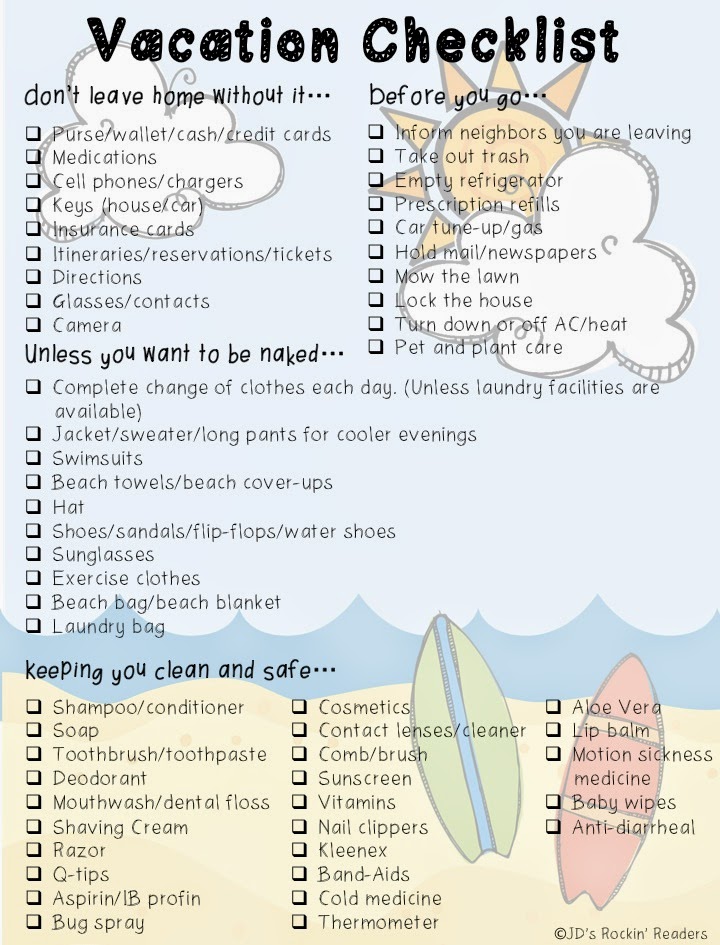 Vacation Checklist
don't leave home without it...
Purse/wallet/cash/credit cards
Medications
Cell phones/chargers
Keys (house/car)
Insurance cards
Itineraries/reservations/tickets
Directions
Glasses/contacts
Camera
Before you go...
Inform neighbors you are leaving
Take out trash
Empty refrigerator
Prescription refills
Car tune-up/gas
Hold mail/newspapers
Mow the lawn
Lock the house
Turn down or off AC/heat
Pet and plant care
Unless you want to be naked...
Complete change of clothes each day. (Unless laundry facilities are
available)
Jacket/sweater/long pants for cooler evenings
Swimsuits
Beach towels/beach cover-ups
Hat
Shoes/sandals/flip-flops/water shoes
Sunglasses
Exercise clothes
Beach bag/beach blanket
Laundry bag
keeping you clean and safe...
Shampoo/conditioner
Soap
Toothbrush/toothpaste
Deodorant
Mouthwash/dental floss
Shaving Cream
Razor
Q-tips
Aspirin/IB profin
Bug spray
Cosmetics
Contact lenses/cleaner
Comb/brush
Sunscreen
Vitamins
Nail clippers
Kleenex
Band-Aids
Cold medicine
Thermometer
Aloe Vera
Lip balm
Motion sickness
medicine
Baby wipes
Anti-diarrheal
©JD's Rockin' Readers